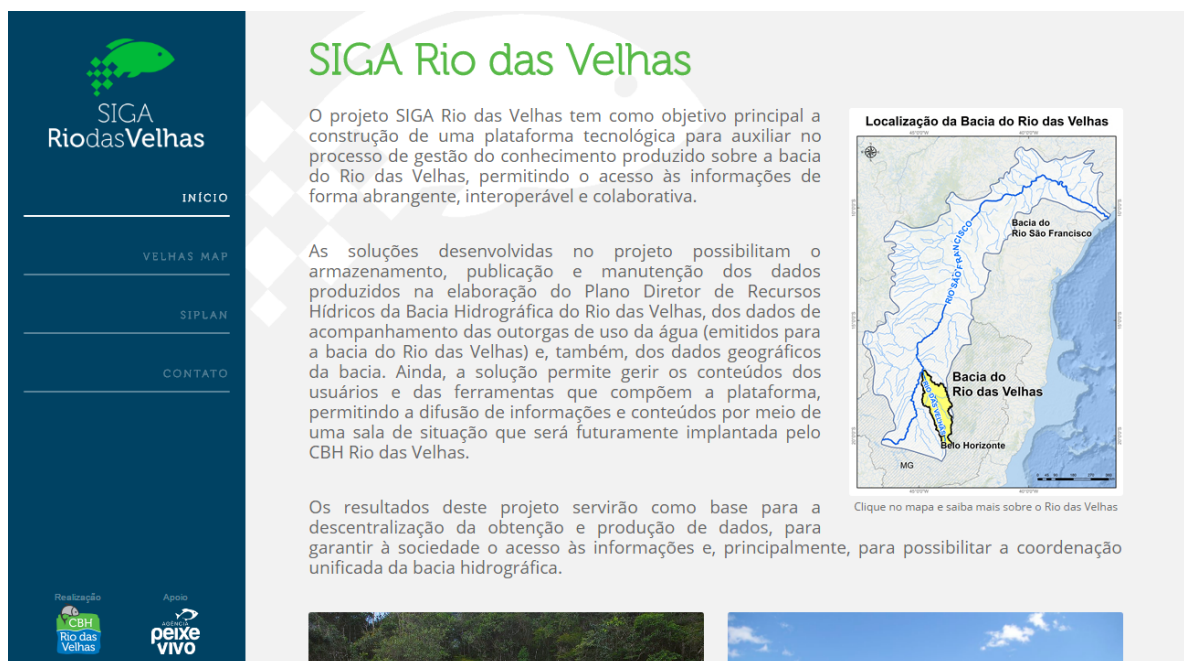 SIGA
RiodasVelhas
INÍCIO
VELHAS MAP
SIPLAN
CONTATO
Realização
Apoio
CBH
Rio das
Velhas
AGÊNCIA
peixe
vivo
SIGA Rio das Velhas
O projeto SIGA Rio das Velhas tem como objetivo principal a
construção de uma plataforma tecnológica para auxiliar no
processo de gestão do conhecimento produzido sobre a bacia
do Rio das Velhas, permitindo o acesso às informações de
forma abrangente, interoperável e colaborativa.
As soluções desenvolvidas no projeto possibilitam o
armazenamento, publicação e manutenção dos dados
produzidos na elaboração do Plano Diretor de Recursos
Hídricos da Bacia Hidrográfica do Rio das Velhas, dos dados de
acompanhamento das outorgas de uso da água (emitidos para
a bacia do Rio das Velhas) e, também, dos dados geográficos
da bacia. Ainda, a solução permite gerir os conteúdos dos
usuários e das ferramentas que compõem a plataforma,
permitindo a difusão de informações e conteúdos por meio de
uma sala de situação que será futuramente implantada pelo
CBH Rio das Velhas.
Os resultados deste projeto servirão como base para a
descentralização da obtenção e produção de dados, para
garantir à sociedade o acesso às informações e, principalmente, para possibilitar a coordenação
unificada da bacia hidrográfica.
Localização da Bacia do Rio das Velhas
Bacia do
Rio São Francisco
RIO SÃO FRANCISCO
Bacia do
Rio das Velhas
RIO DAS VELHAS
Belo Horizonte
MG
Clique no mapa e saiba mais sobre o Rio das Velhas